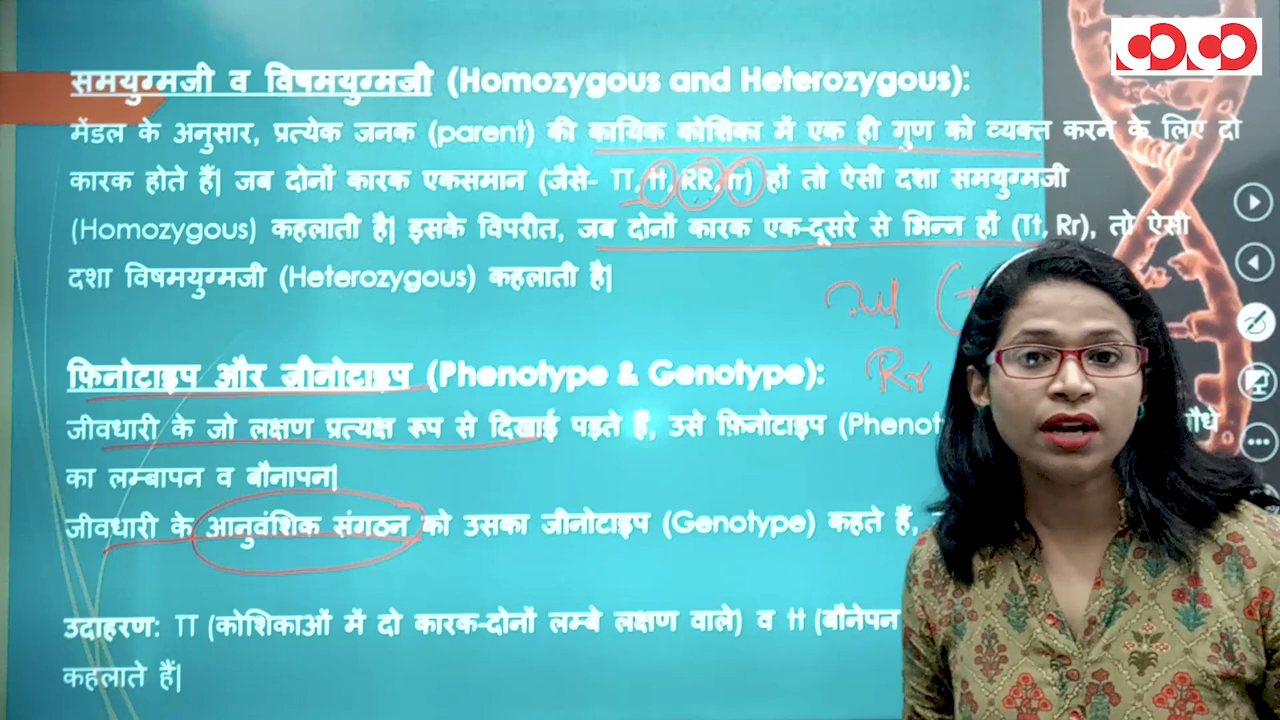 समयुग्मजी व विषमयुग्मजी (Homozygous and Heterozygous):
मेंडल के अनुसार, प्रत्येक जनक (parent) की कायिक कोशिका में एक ही गुण को व्यक्त करने के लिए दो
कारक होते हैं| जब दोनों कारक एकसमान (जैसे- TT, tt, RR, rr) हों तो ऐसी दशा समयुग्मजी
(Homozygous) कहलाती है| इसके विपरीत, जब दोनों कारक एक-दूसरे से भिन्न हों (Tt, Rr), तो ऐसी
दशा विषमयुग्मजी (Heterozygous) कहलाती है|
Rr
फ़िनोटाइप और जीनोटाइप (Phenotype & Genotype):
जीवधारी के जो लक्षण प्रत्यक्ष रूप से दिखाई पड़ते हैं, उसे फ़िनोटाइप (Phenot पौधे
का लम्बापन व बौनापन|
जीवधारी के आनुवंशिक संगठन को उसका जीनोटाइप (Genotype) कहते हैं,
उदाहरण: TT (कोशिकाओं में दो कारक-दोनों लम्बे लक्षण वाले) व tt (बौनेपन
कहलाते हैं|